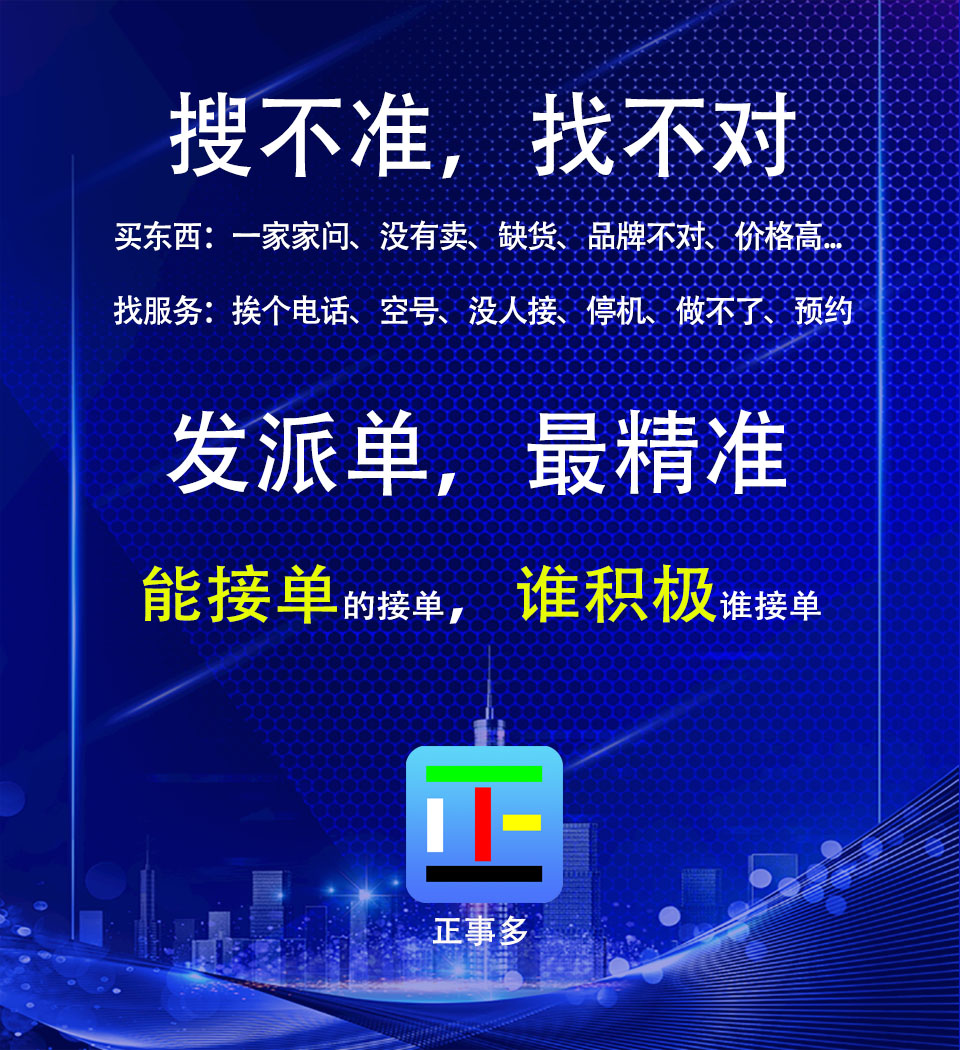 搜不准，找不对
买东西：一家家问、没有卖、缺货、品牌不对、价格高...
找服务：挨个电话、空号、没人接、停机、做不了、预约
发派单，最精准
能接单的接单，谁积极谁接单
正事多